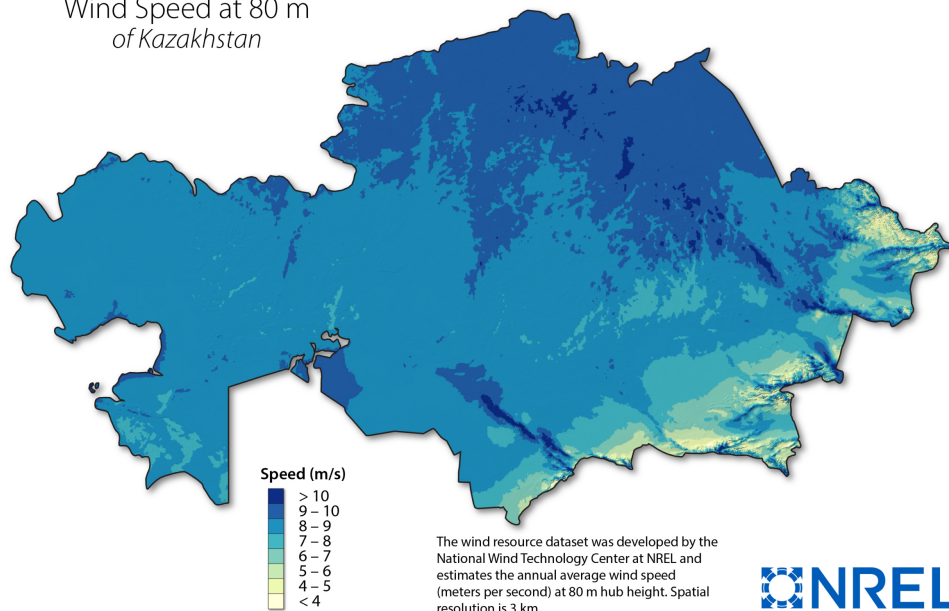 Wind Speed at 80 m
of Kazakhstan
Speed (m/s)
> 10
9 – 10
8 – 9
7 – 8
6 – 7
5 – 6
4 – 5
< 4
The wind resource dataset was developed by the
National Wind Technology Center at NREL and
estimates the annual average wind speed
(meters per second) at 80 m hub height. Spatial
resolution is 3 km
NREL